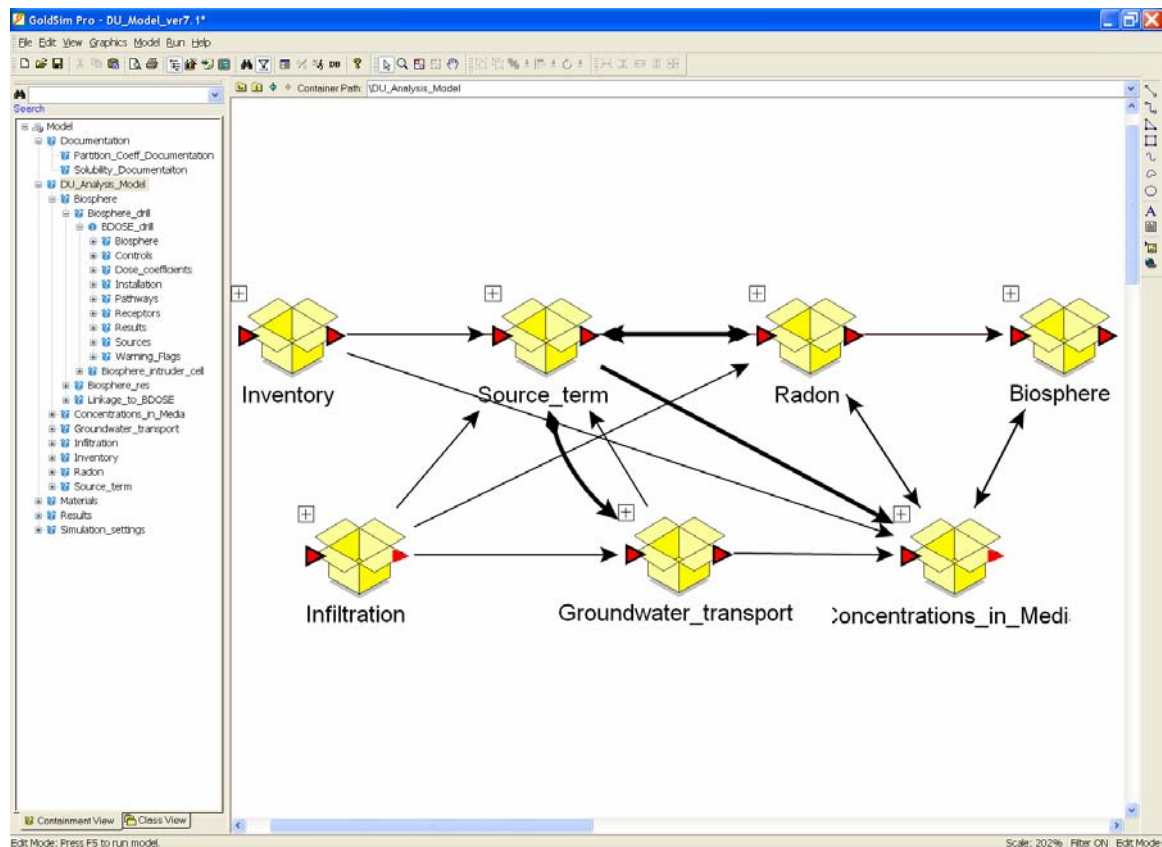 GoldSim Pro - DU_Model_ver7.1*
File Edit View Graphics Model Run Help
DB
Container Path: \DU_Analysis_Model
Search
Model
Documentation
Partition_Coeff_Documentation
Solubility_Documentaiton
DU_Analysis_Model
Biosphere
Biosphere_drill
BDOSE_drill
Biosphere
Controls
Dose_coefficients
Installation
Pathways
Receptors
Results
Sources
Warning_Flags
Biosphere_intruder_cell
Biosphere_res
Linkage_to_BDOSE
Concentrations_in_Media
Groundwater_transport
Infiltration
Inventory
Radon
Source_term
Materials
Results
Simulation_settings
Inventory
Source_term
Radon
Biosphere
Infiltration
Groundwater_transport
Concentrations_in_Medi
A
Containment View Class View
Edit Mode: Press F5 to run model. Scale: 202% Filter ON Edit Mode